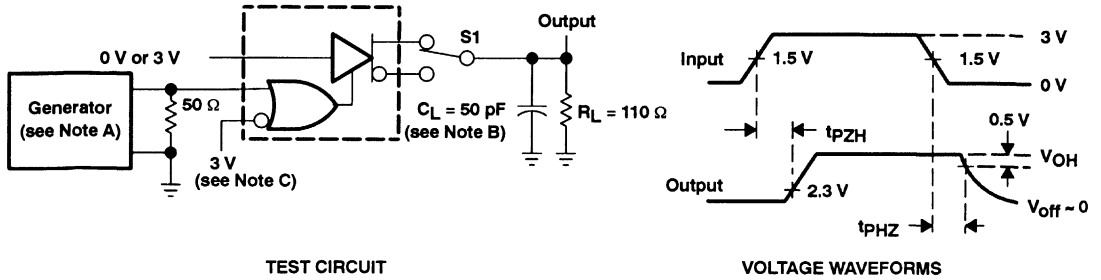 Output
S1
0 V or 3 V
Generator
(see Note A)
50 Ω
3 V
(see Note C)
CL = 50 pF
(see Note B)
RL = 110 Ω
TEST CIRCUIT
Input
1.5 V
1.5 V
3 V
0 V
tPZH
0.5 V
VOH
Output
2.3 V
Voff ~ 0
tPHZ
VOLTAGE WAVEFORMS